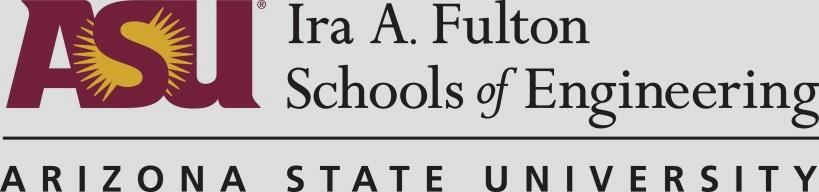 ASU® Ira A. Fulton
Schools of Engineering
ARIZONA STATE UNIVERSITY